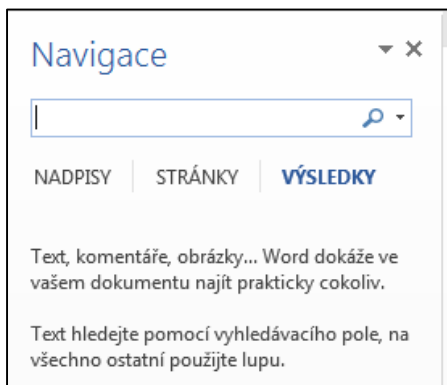 Navigace
NADPISY STRÁNKY VÝSLEDKY
Text, komentáře, obrázky... Word dokáže ve
vašem dokumentu najít prakticky cokoliv.
Text hledejte pomocí vyhledávacího pole, na
všechno ostatní použijte lupu.